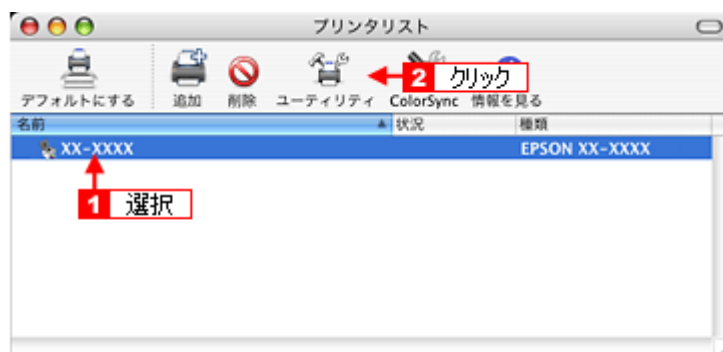 プリンタリスト
2 クリック
デフォルトにする 追加 削除 ユーティリティ ColorSync 情報を見る
名前 状況 種類
XX-XXXX EPSON XX-XXXX
1 選択